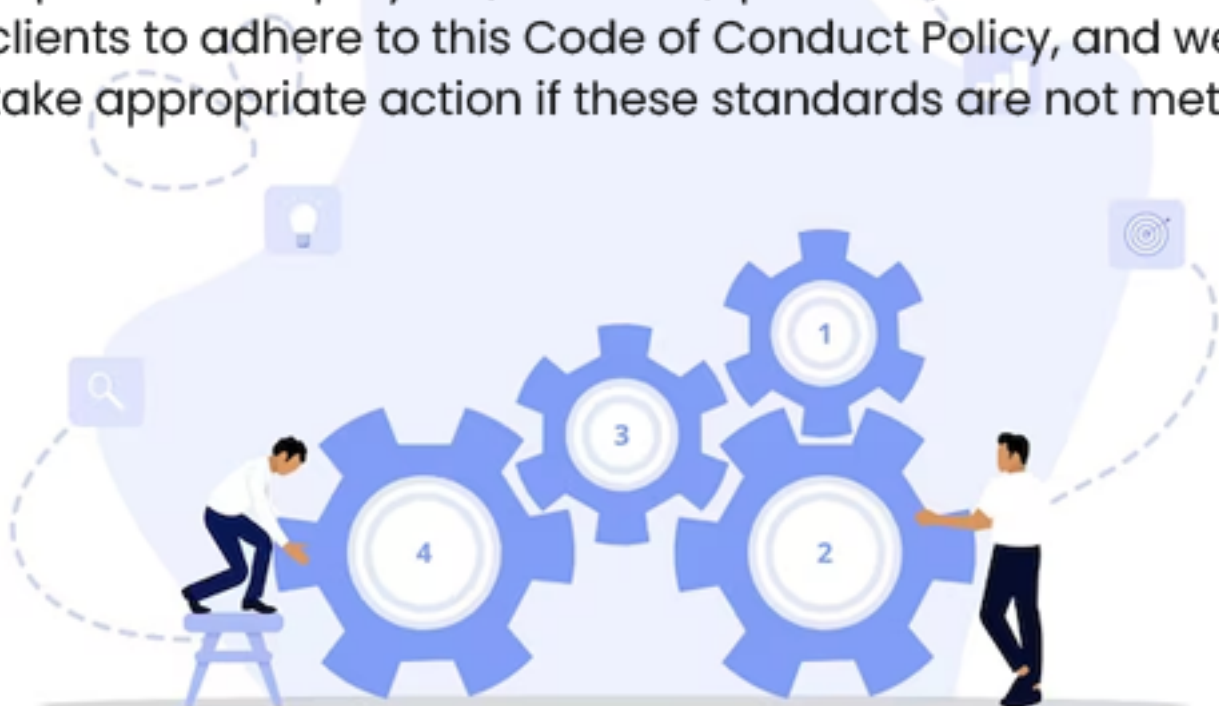 clients to adhere to this Code of Conduct Policy, and we
take appropriate action if these standards are not met
1
3
4
2